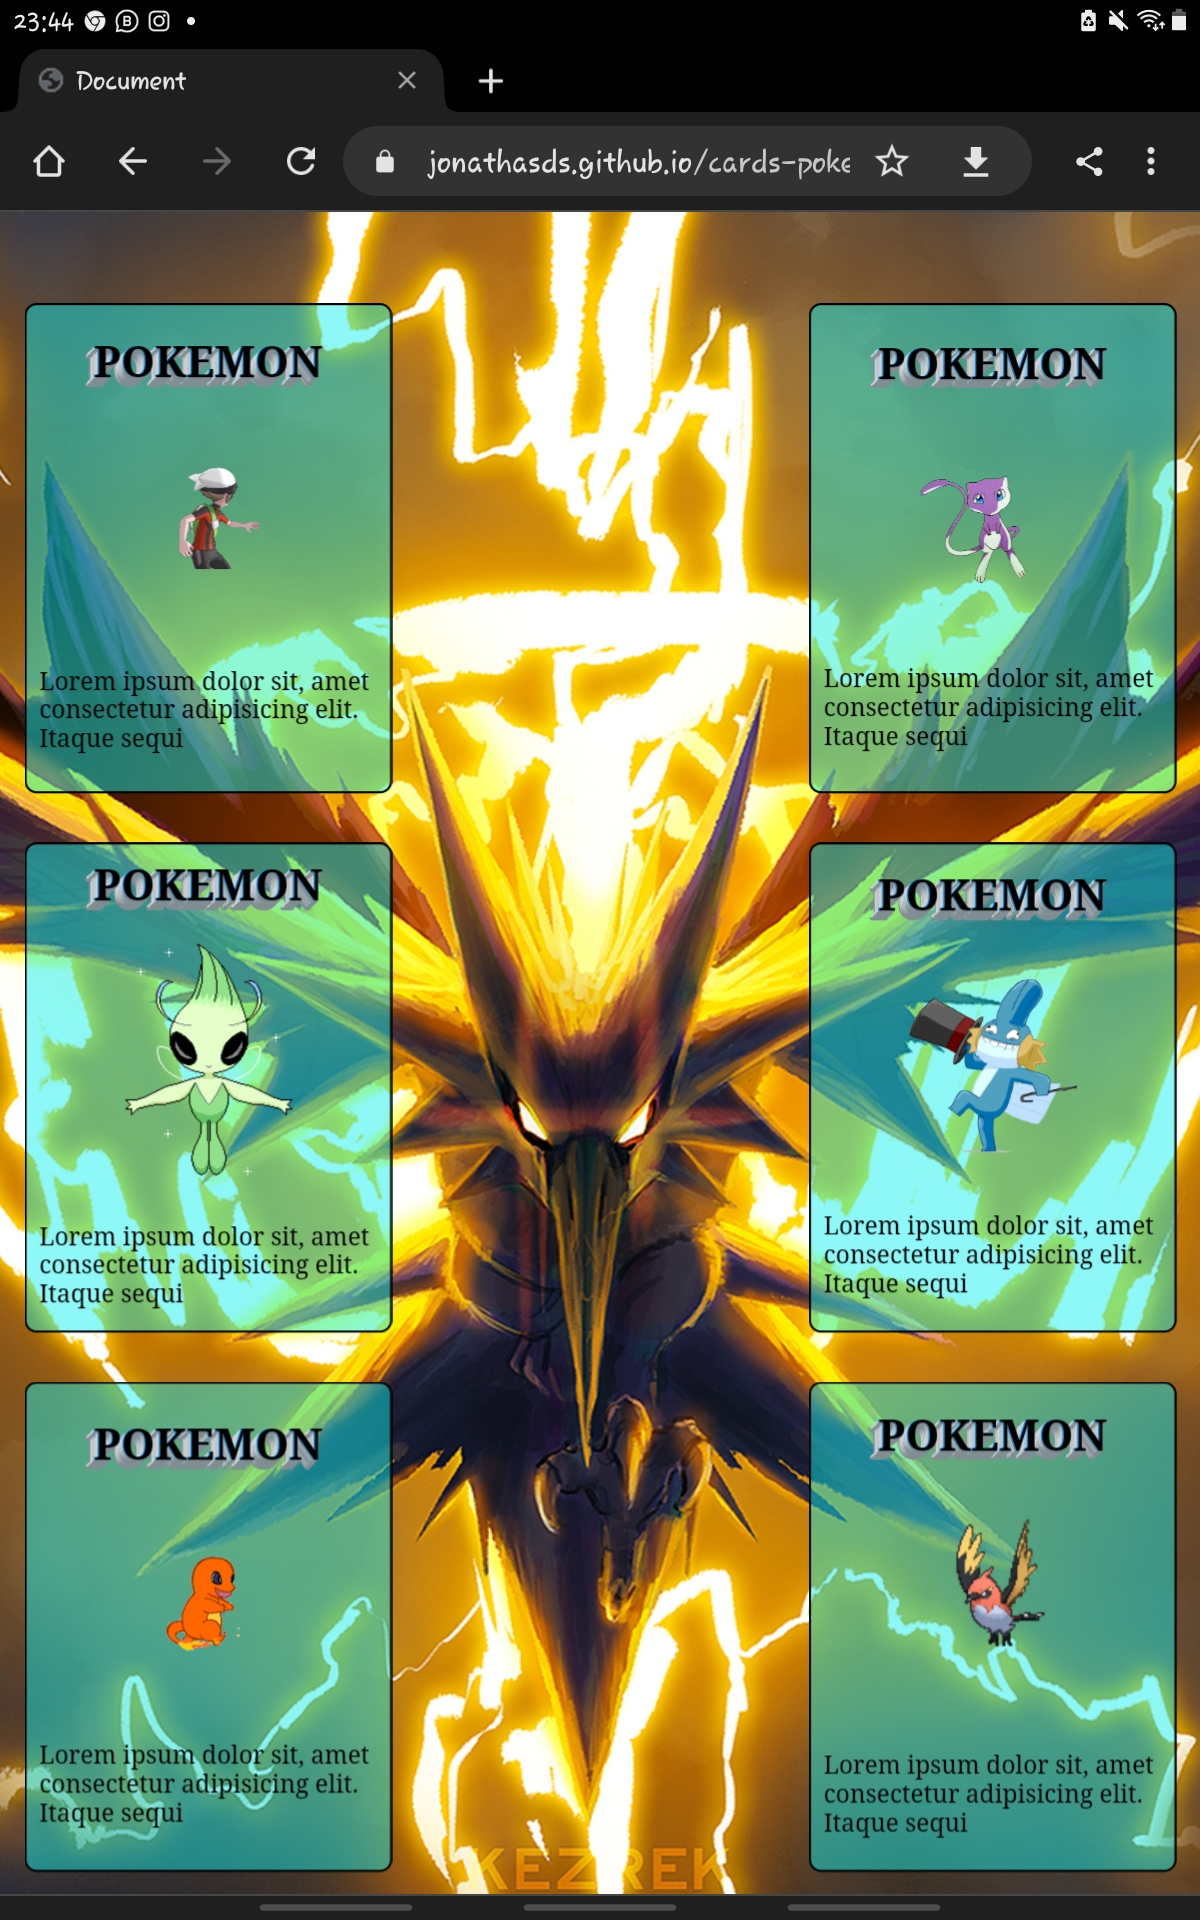 23:44
Document
jonathasds.github.io/cards-poke
POKEMON
Lorem ipsum dolor sit, amet
consectetur adipisicing elit.
Itaque sequi
POKEMON
Lorem ipsum dolor sit, amet
consectetur adipisicing elit.
Itaque sequi
POKEMON
Lorem ipsum dolor sit, amet
consectetur adipisicing elit.
Itaque sequi
POKEMON
Lorem ipsum dolor sit, amet
consectetur adipisicing elit.
Itaque sequi
POKEMON
Lorem ipsum dolor sit, amet
consectetur adipisicing elit.
Itaque sequi
POKEMON
Lorem ipsum dolor sit, amet
consectetur adipisicing elit.
Itaque sequi